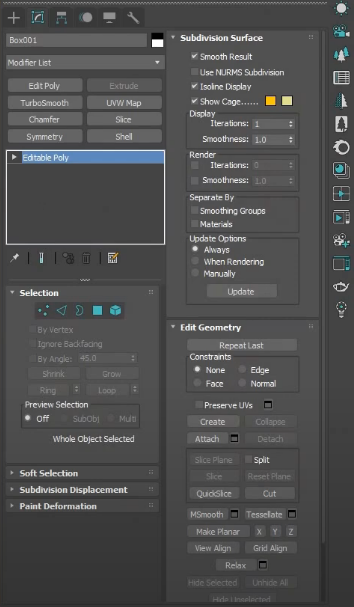 Box001
Modifier List
Edit Poly
Extrude
TurboSmooth
UVW Map
Chamfer
Slice
Symmetry
Shell
Editable Poly
Selection
By Vertex
Ignore Backfacing
By Angle: 45.0
Shrink
Grow
Ring
Loop
Preview Selection
Off
SubObj
Multi
Whole Object Selected
Soft Selection
Subdivision Displacement
Paint Deformation
Subdivision Surface
Smooth Result
Use NURMS Subdivision
Isoline Display
Show Cage......
Display
Iterations: 1
Smoothness: 1.0
Render
Iterations: 0
Smoothness: 1.0
Separate By
Smoothing Groups
Materials
Update Options
Always
When Rendering
Manually
Update
Edit Geometry
Repeat Last
Constraints
None
Edge
Face
Normal
Preserve UVs
Create
Collapse
Attach
Detach
Slice Plane
Split
Slice
Reset Plane
QuickSlice
Cut
MSmooth
Tessellate
Make Planar
X
Y
Z
View Align
Grid Align
Relax
Hide Selected
Unhide All
Hide Unselected